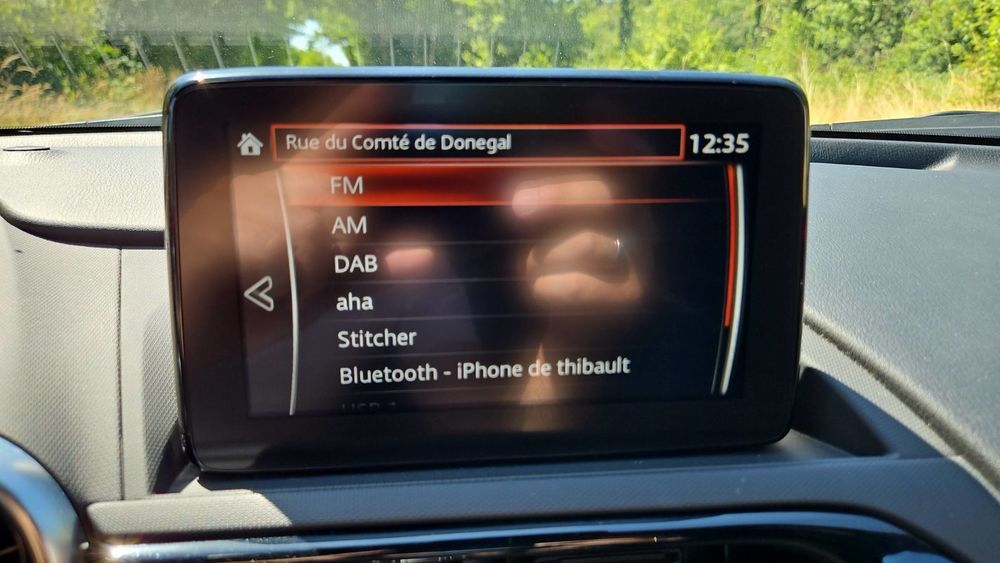 Rue du Comté de Donegal
12:35
FM
AM
DAB
aha
Stitcher
Bluetooth - iPhone de thibault